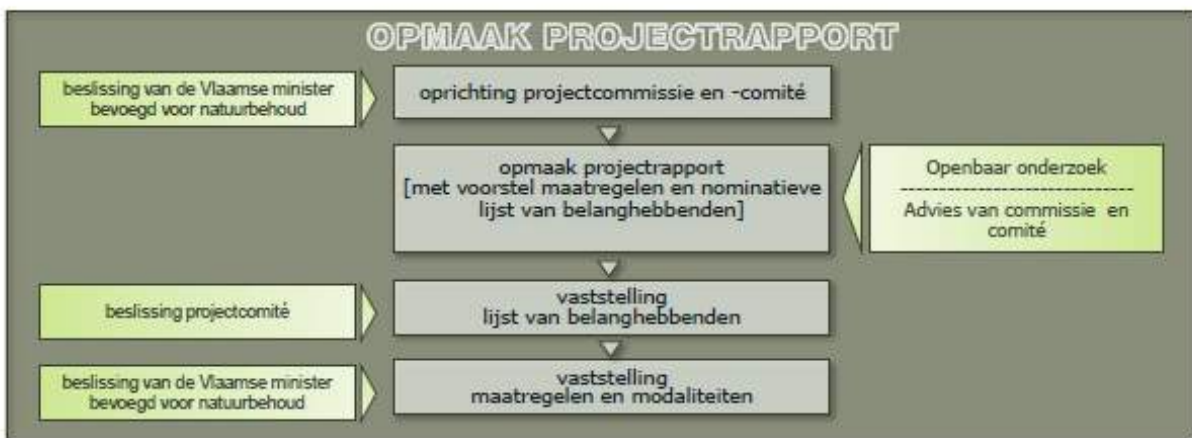 OPMAAK PROJECTRAPPORT
beslissing van de Vlaamse minister
bevoegd voor natuurbehoud
oprichting projectcommissie en -comité
opmaak projectrapport
[met voorstel maatregelen en nominatieve
lijst van belanghebbenden]
Openbaar onderzoek
----------------------------
Advies van commissie en
comité
beslissing projectcomité
vaststelling
lijst van belanghebbenden
beslissing van de Vlaamse minister
bevoegd voor natuurbehoud
vaststelling
maatregelen en modaliteiten